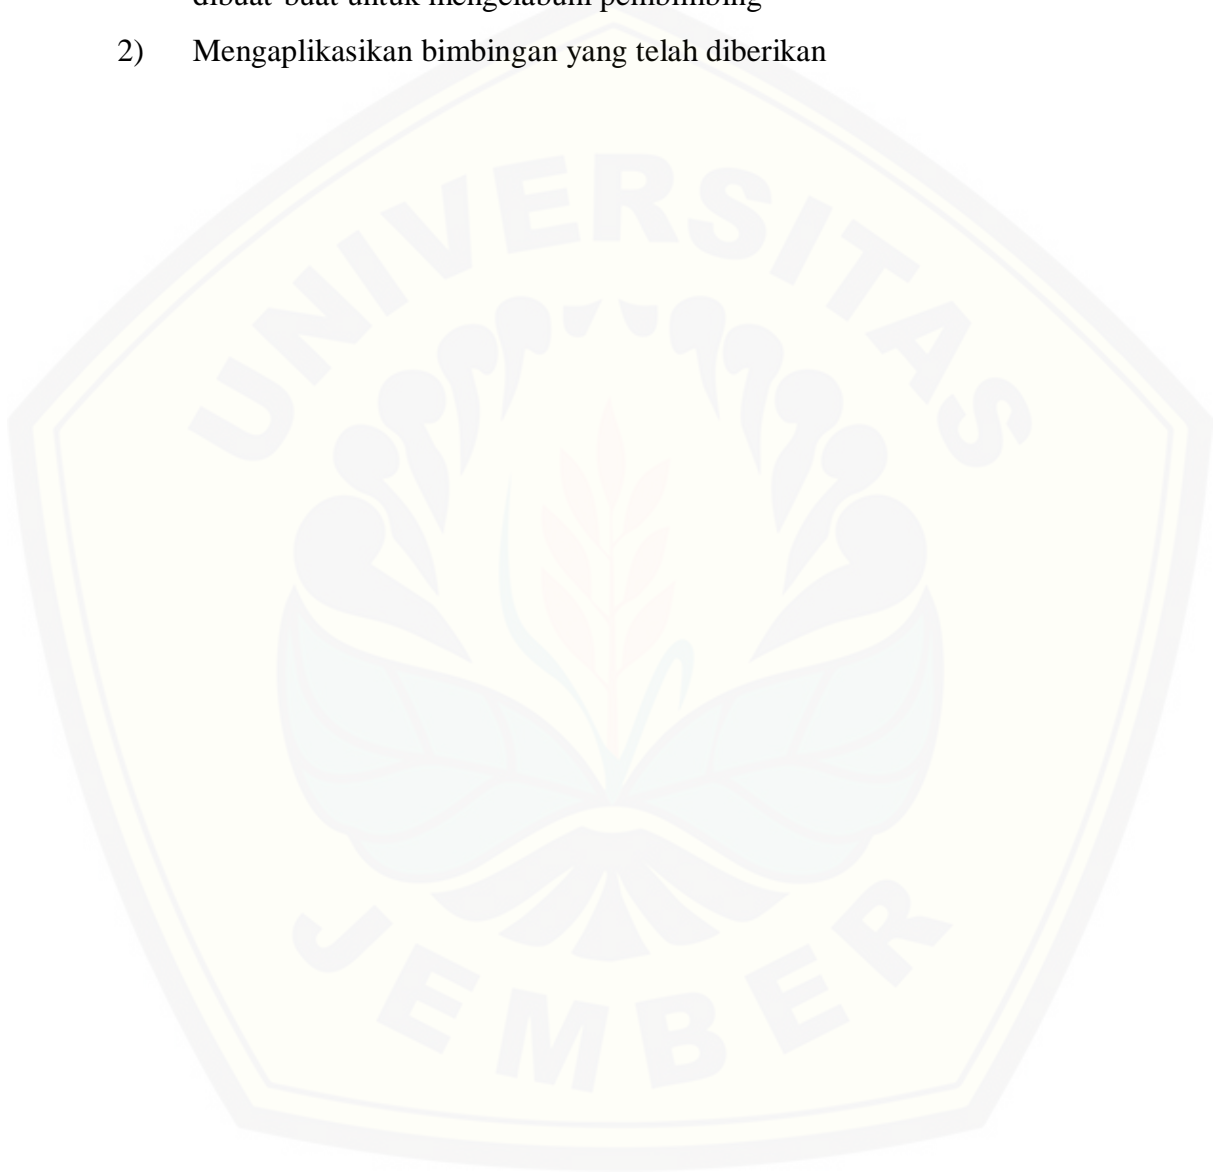 dibuat-buat untuk mengelabuhi pembimbing
2) Mengaplikasikan bimbingan yang telah diberikan
UNIVERSITAS
JEMBER